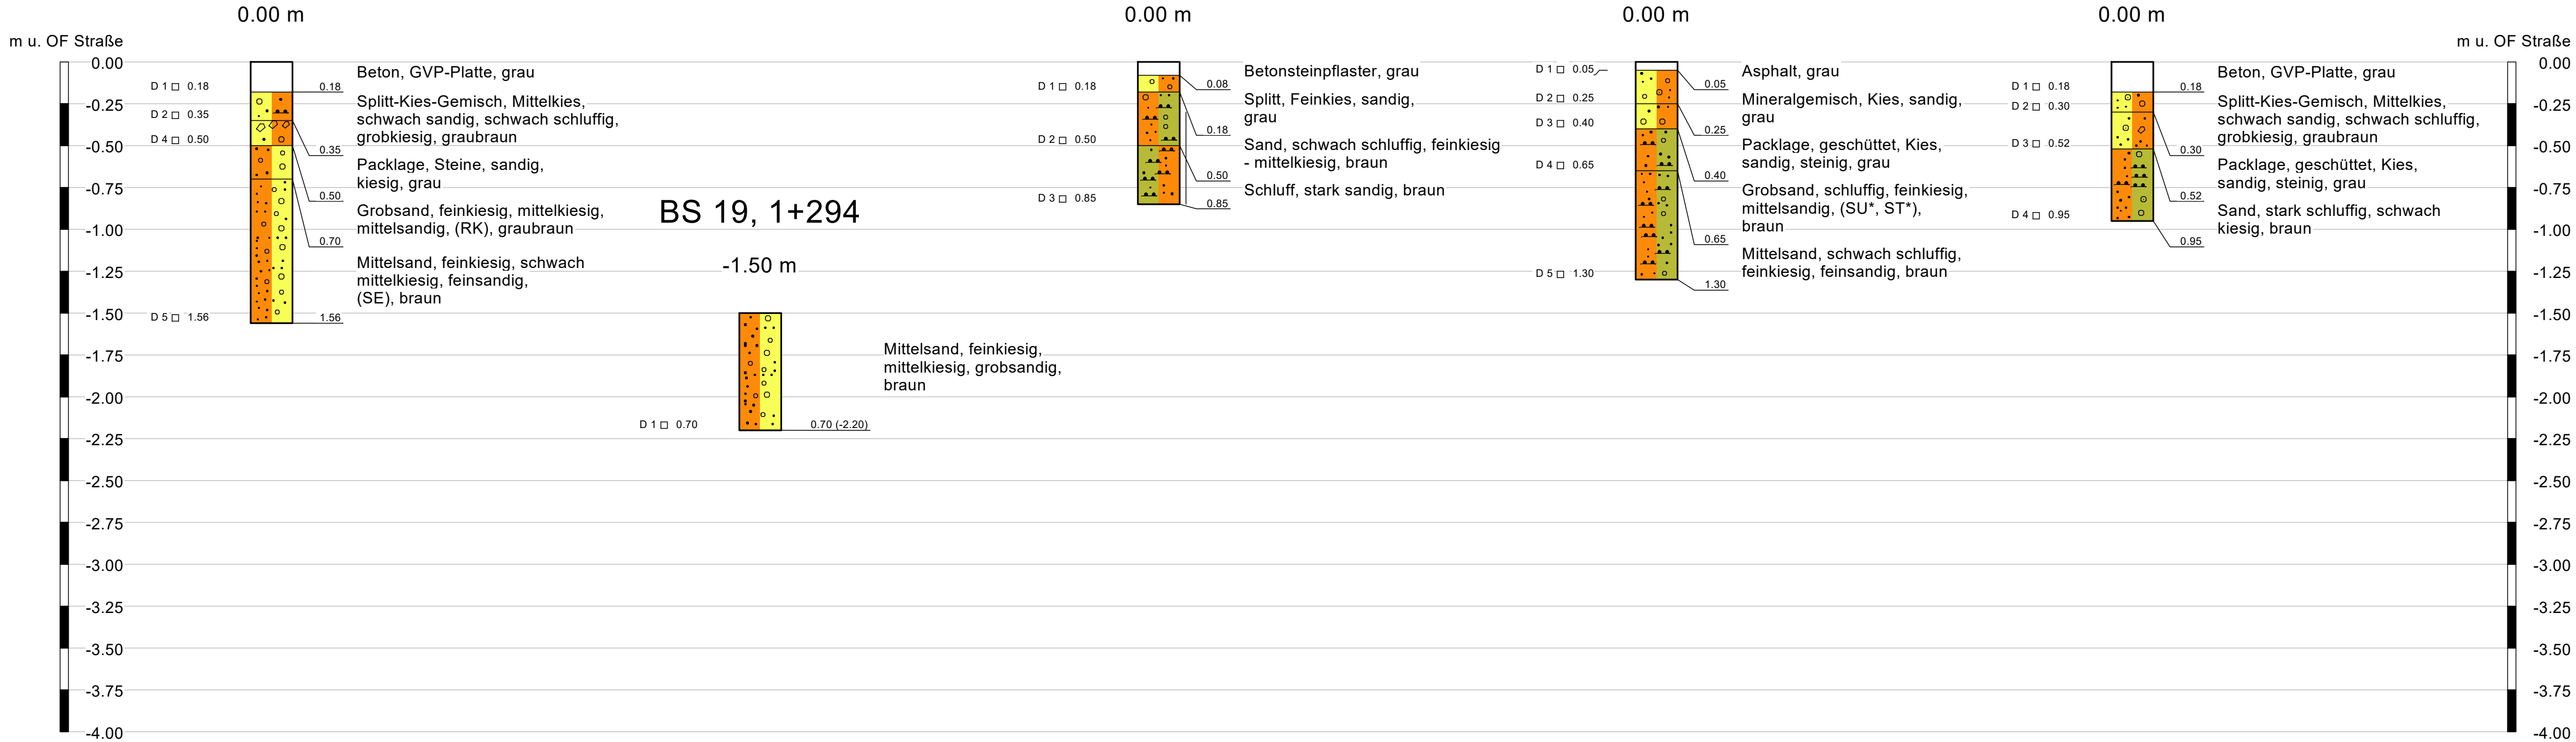 0.00 m
0.00 m
0.00 m
0.00 m
m u. OF Straße
m u. OF Straße
0.00
-0.25
-0.50
-0.75
-1.00
-1.25
-1.50
-1.75
-2.00
-2.25
-2.50
-2.75
-3.00
-3.25
-3.50
-3.75
-4.00
D 1 0.18
D 2 0.35
D 4 0.50
D 5 1.56
0.18
0.35
0.50
0.70
1.56
Beton, GVP-Platte, grau
Splitt-Kies-Gemisch, Mittelkies,
schwach sandig, schwach schluffig,
grobkiesig, graubraun
Packlage, Steine, sandig,
kiesig, grau
Grobsand, feinkiesig, mittelkiesig,
mittelsandig, (RK), graubraun
Mittelsand, feinkiesig, schwach
mittelkiesig, feinsandig,
(SE), braun
BS 19, 1+294
-1.50 m
D 1 0.70
0.70 (-2.20)
Mittelsand, feinkiesig,
mittelkiesig, grobsandig,
braun
D 1 0.18
D 2 0.50
D 3 0.85
0.08
0.18
0.50
0.85
Betonsteinpflaster, grau
Splitt, Feinkies, sandig,
grau
Sand, schwach schluffig, feinkiesig
- mittelkiesig, braun
Schluff, stark sandig, braun
D 1 0.05
D 2 0.25
D 3 0.40
D 4 0.65
D 5 1.30
0.05
0.25
0.40
0.65
1.30
Asphalt, grau
Mineralgemisch, Kies, sandig,
grau
Packlage, geschüttet, Kies,
sandig, steinig, grau
Grobsand, schluffig, feinkiesig,
mittelsandig, (SU*, ST*),
braun
Mittelsand, schwach schluffig,
feinkiesig, feinsandig, braun
D 1 0.18
D 2 0.30
D 3 0.52
D 4 0.95
0.18
0.30
0.52
0.95
Beton, GVP-Platte, grau
Splitt-Kies-Gemisch, Mittelkies,
schwach sandig, schwach schluffig,
grobkiesig, graubraun
Packlage, geschüttet, Kies,
sandig, steinig, grau
Sand, stark schluffig, schwach
kiesig, braun
0.00
-0.25
-0.50
-0.75
-1.00
-1.25
-1.50
-1.75
-2.00
-2.25
-2.50
-2.75
-3.00
-3.25
-3.50
-3.75
-4.00